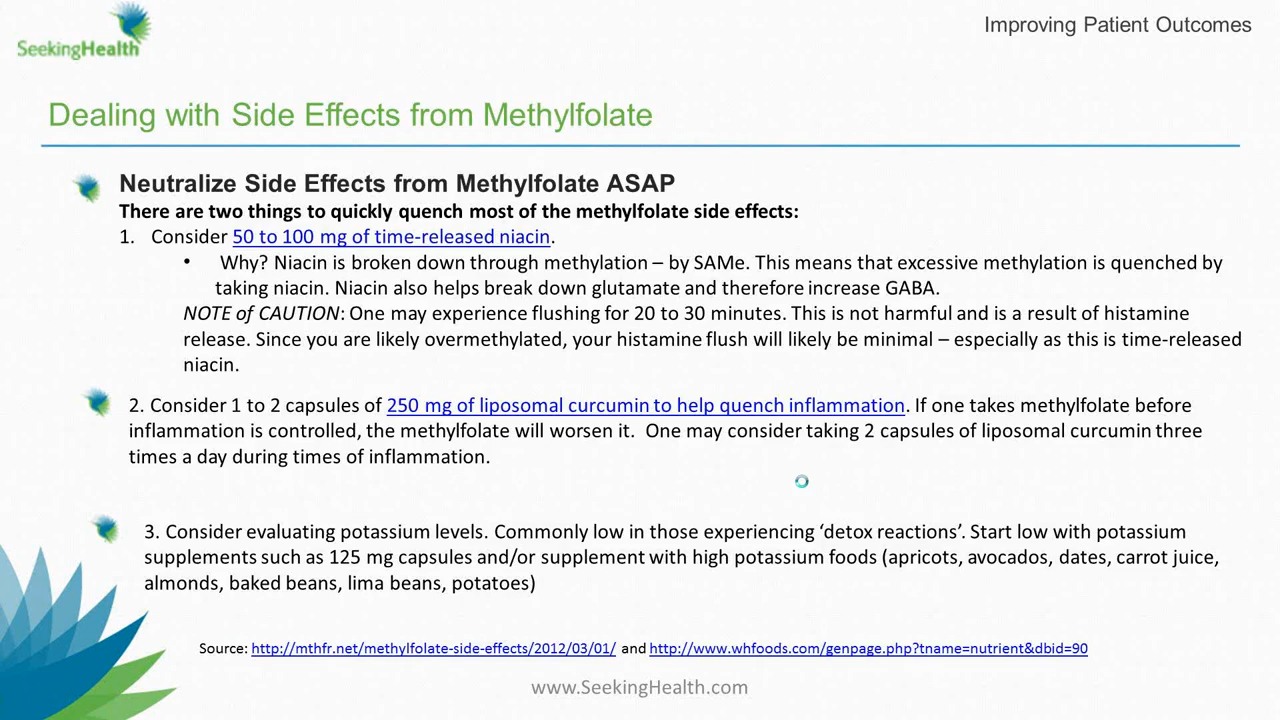 SeekingHealth
Improving Patient Outcomes
Dealing with Side Effects from Methylfolate
Neutralize Side Effects from Methylfolate ASAP
There are two things to quickly quench most of the methylfolate side effects:
1. Consider 50 to 100 mg of time-released niacin.
• Why? Niacin is broken down through methylation – by SAMe. This means that excessive methylation is quenched by
taking niacin. Niacin also helps break down glutamate and therefore increase GABA.
NOTE of CAUTION: One may experience flushing for 20 to 30 minutes. This is not harmful and is a result of histamine
release. Since you are likely overmethylated, your histamine flush will likely be minimal – especially as this is time-released
niacin.
2. Consider 1 to 2 capsules of 250 mg of liposomal curcumin to help quench inflammation. If one takes methylfolate before
inflammation is controlled, the methylfolate will worsen it. One may consider taking 2 capsules of liposomal curcumin three
times a day during times of inflammation.
3. Consider evaluating potassium levels. Commonly low in those experiencing ‘detox reactions’. Start low with potassium
supplements such as 125 mg capsules and/or supplement with high potassium foods (apricots, avocados, dates, carrot juice,
almonds, baked beans, lima beans, potatoes)
Source: http://mthfr.net/methylfolate-side-effects/2012/03/01/ and http://www.whfoods.com/genpage.php?tname=nutrient&dbid=90
www.SeekingHealth.com